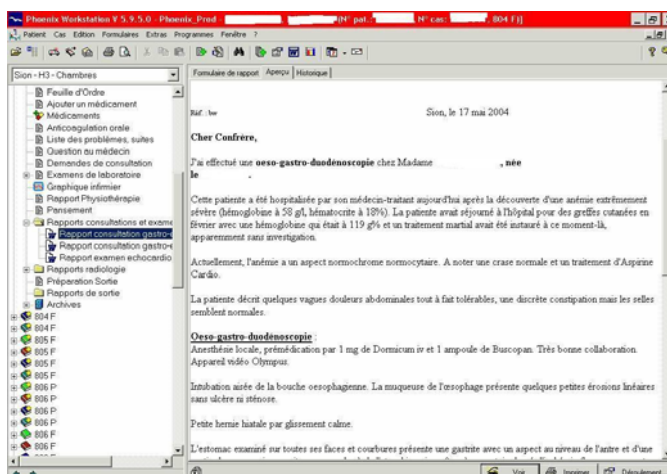 Phoenix Workstation V 5.9.5.0 - Phoenix_Prod - (N° pat.: N° cas: , 804 F)]
Patient Cas Edition Formulaires Extras Programmes Fenêtre ?
Sion - H3 - Chambres
Feuille d'Ordre
Ajouter un médicament
Médicaments
Anticoagulation orale
Liste des problèmes, suites
Question au médecin
Demandes de consultation
Examens de laboratoire
Graphique infirmier
Rapport Physiothérapie
Pansement
Rapports consultations et exame
Rapport consultation gastro-e
Rapport consultation gastro-e
Rapport examen echocardio
Rapports radiologie
Préparation Sortie
Rapports de sortie
Archives
804 F
804 F
805 F
805 F
805 F
806 P
806 P
806 P
806 F
806 F
Formulaire de rapport Aperçu Historique
Réf. : bw Sion, le 17 mai 2004
Cher Confrère,
J'ai effectué une oeso-gastro-duodénoscopie chez Madame , née
le .
Cette patiente a été hospitalisée par son médecin-traitant aujourd'hui après la découverte d'une anémie extrêmement
sévère (hémoglobine à 58 g/l, hématocrite à 18%). La patiente avait séjourné à l'hôpital pour des greffes cutanées en
février avec une hémoglobine qui était à 119 g% et un traitement martial avait été instauré à ce moment-là,
apparemment sans investigation.
Actuellement, l'anémie a un aspect normochrome normocytaire. A noter une crase normale et un traitement d'Aspirine
Cardio.
La patiente décrit quelques vagues douleurs abdominales tout à fait tolérables, une discrète constipation mais les selles
semblent normales.
Oeso-gastro-duodénoscopie :
Anesthésie locale, prémédication par 1 mg de Dormicum iv et 1 ampoule de Buscopan. Très bonne collaboration.
Appareil vidéo Olympus.
Intubation aisée de la bouche oesophagienne. La muqueuse de l'œsophage présente quelques petites érosions linéaires
sans ulcère ni sténose.
Petite hernie hiatale par glissement calme.
L'estomac examiné sur toutes ses faces et courbures présente une gastrite avec un aspect au niveau de l'antre et d'une
Voir Imprimer Déroulement